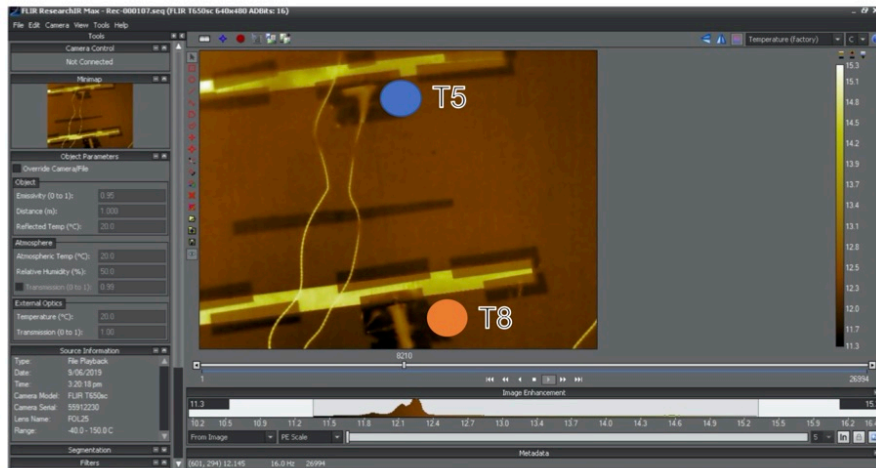 FLIR ResearchIR Max - Rec-000107.seq (FLIR T650sc 640x480 ADBits: 16)
File Edit Camera View Tools Help
Tools
Camera Control
Not Connected
Minimap
Object Parameters
Override Camera/File
Object
Emissivity (0 to 1): 0.95
Distance (m): 1.000
Reflected Temp (°C): 20.0
Atmosphere
Atmospheric Temp (°C): 20.0
Relative Humidity (%): 50.0
Transmission (0 to 1): 0.99
External Optics
Temperature (°C): 20.0
Transmission (0 to 1): 1.00
Source Information
Type: File Playback
Date: 9/06/2019
Time: 3:20:18 pm
Camera Model: FLIR T650sc
Camera Serial: 55912230
Lens Name: FOL25
Range: -40.0 - 150.0 C
Segmentation
Filters
Temperature (Factory) C
T5
T8
15.3
15.1
14.8
14.5
14.2
13.9
13.7
13.4
13.1
12.8
12.5
12.3
12.0
11.7
11.3
6210
1 26994
Image Enhancement
11.3 15.
10.2 10.5 10.9 11.2 11.5 11.8 12.1 12.4 12.7 13.0 13.4 13.7 14.0 14.3 14.6 14.9 15.2 15.6 15.9 16.2 16.4
From Image PE Scale 5 In
Metadata
(601, 294) 12.145 16.0 Hz 26994